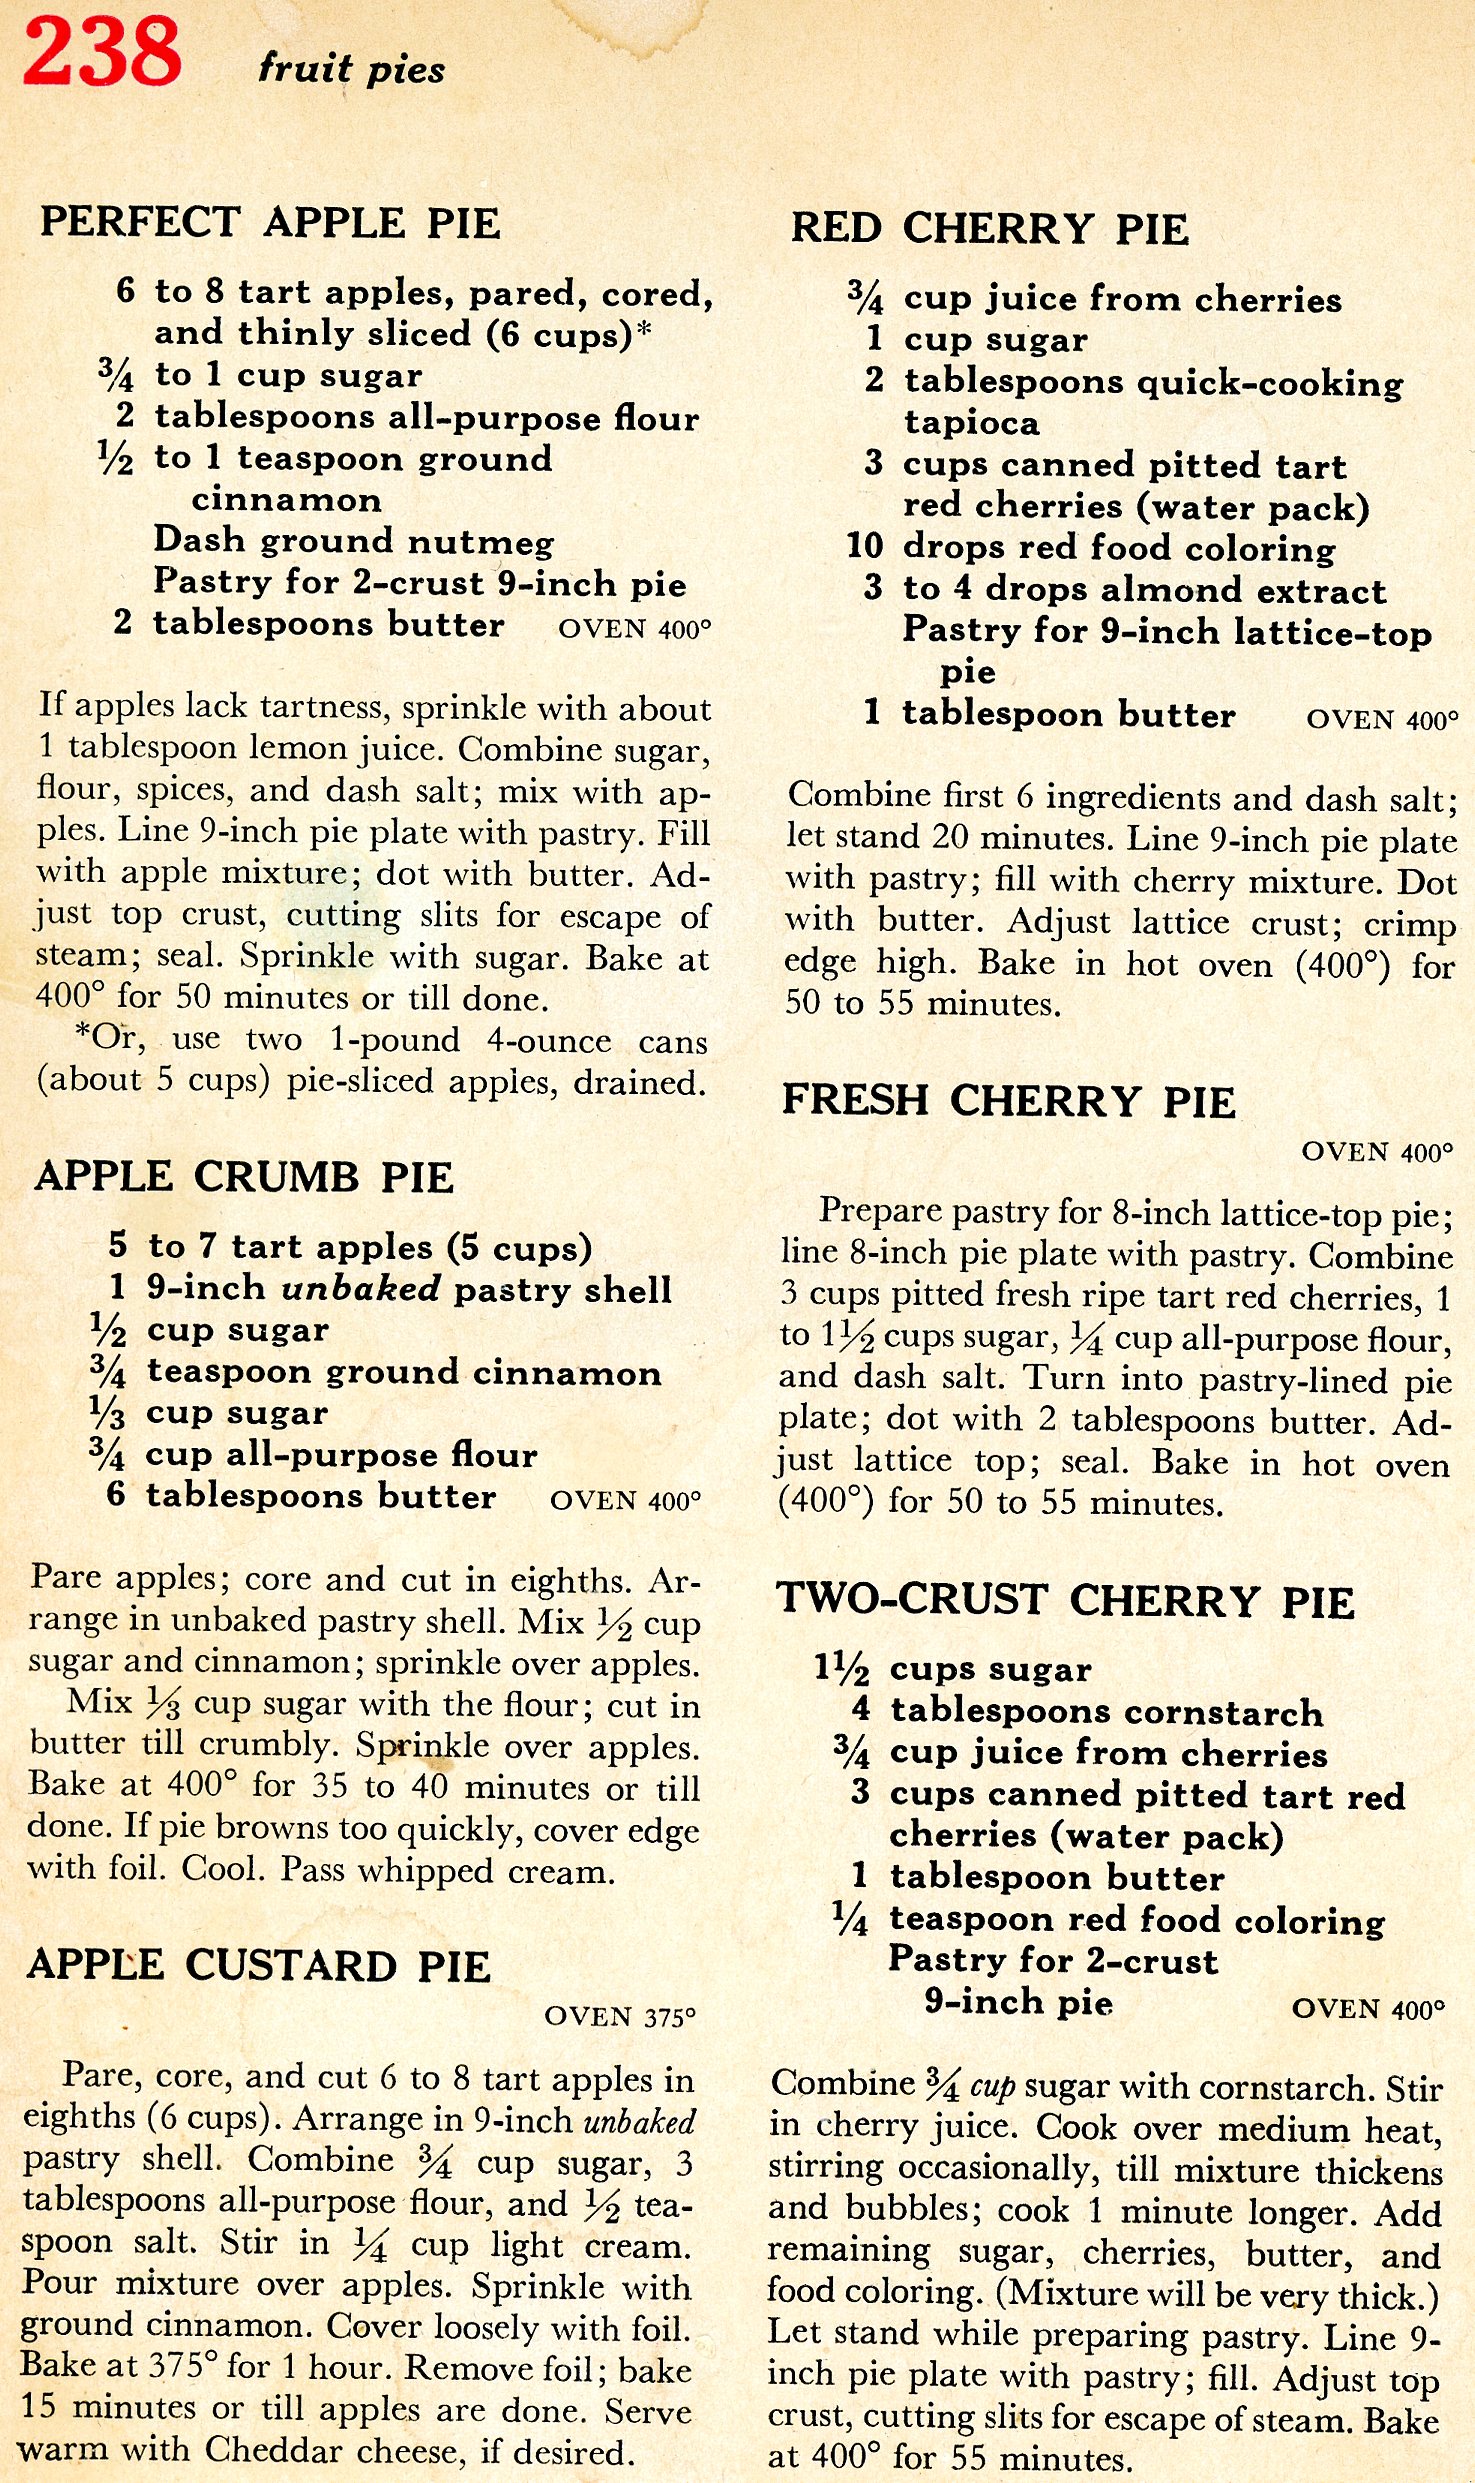 238 fruit pies
PERFECT APPLE PIE
6 to 8 tart apples, pared, cored,
and thinly sliced (6 cups)*
¾ to 1 cup sugar
2 tablespoons all-purpose flour
½ to 1 teaspoon ground
cinnamon
Dash ground nutmeg
Pastry for 2-crust 9-inch pie
2 tablespoons butter OVEN 400°
If apples lack tartness, sprinkle with about
1 tablespoon lemon juice. Combine sugar,
flour, spices, and dash salt; mix with ap-
ples. Line 9-inch pie plate with pastry. Fill
with apple mixture; dot with butter. Ad-
just top crust, cutting slits for escape of
steam; seal. Sprinkle with sugar. Bake at
400° for 50 minutes or till done.
*Or, use two 1-pound 4-ounce cans
(about 5 cups) pie-sliced apples, drained.
APPLE CRUMB PIE
5 to 7 tart apples (5 cups)
1 9-inch unbaked pastry shell
½ cup sugar
¾ teaspoon ground cinnamon
⅓ cup sugar
¾ cup all-purpose flour
6 tablespoons butter OVEN 400°
Pare apples; core and cut in eighths. Ar-
range in unbaked pastry shell. Mix ½ cup
sugar and cinnamon; sprinkle over apples.
Mix ⅓ cup sugar with the flour; cut in
butter till crumbly. Sprinkle over apples.
Bake at 400° for 35 to 40 minutes or till
done. If pie browns too quickly, cover edge
with foil. Cool. Pass whipped cream.
APPLE CUSTARD PIE
OVEN 375°
Pare, core, and cut 6 to 8 tart apples in
eighths (6 cups). Arrange in 9-inch unbaked
pastry shell. Combine ¾ cup sugar, 3
tablespoons all-purpose flour, and ½ tea-
spoon salt. Stir in ¼ cup light cream.
Pour mixture over apples. Sprinkle with
ground cinnamon. Cover loosely with foil.
Bake at 375° for 1 hour. Remove foil; bake
15 minutes or till apples are done. Serve
warm with Cheddar cheese, if desired.
RED CHERRY PIE
¾ cup juice from cherries
1 cup sugar
2 tablespoons quick-cooking
tapioca
3 cups canned pitted tart
red cherries (water pack)
10 drops red food coloring
3 to 4 drops almond extract
Pastry for 9-inch lattice-top
pie
1 tablespoon butter OVEN 400°
Combine first 6 ingredients and dash salt;
let stand 20 minutes. Line 9-inch pie plate
with pastry; fill with cherry mixture. Dot
with butter. Adjust lattice crust; crimp
edge high. Bake in hot oven (400°) for
50 to 55 minutes.
FRESH CHERRY PIE
OVEN 400°
Prepare pastry for 8-inch lattice-top pie;
line 8-inch pie plate with pastry. Combine
3 cups pitted fresh ripe tart red cherries, 1
to 1½ cups sugar, ¼ cup all-purpose flour,
and dash salt. Turn into pastry-lined pie
plate; dot with 2 tablespoons butter. Ad-
just lattice top; seal. Bake in hot oven
(400°) for 50 to 55 minutes.
TWO-CRUST CHERRY PIE
1½ cups sugar
4 tablespoons cornstarch
¾ cup juice from cherries
3 cups canned pitted tart red
cherries (water pack)
1 tablespoon butter
¼ teaspoon red food coloring
Pastry for 2-crust
9-inch pie OVEN 400°
Combine ¾ cup sugar with cornstarch. Stir
in cherry juice. Cook over medium heat,
stirring occasionally, till mixture thickens
and bubbles; cook 1 minute longer. Add
remaining sugar, cherries, butter, and
food coloring. (Mixture will be very thick.)
Let stand while preparing pastry. Line 9-
inch pie plate with pastry; fill. Adjust top
crust, cutting slits for escape of steam. Bake
at 400° for 55 minutes.